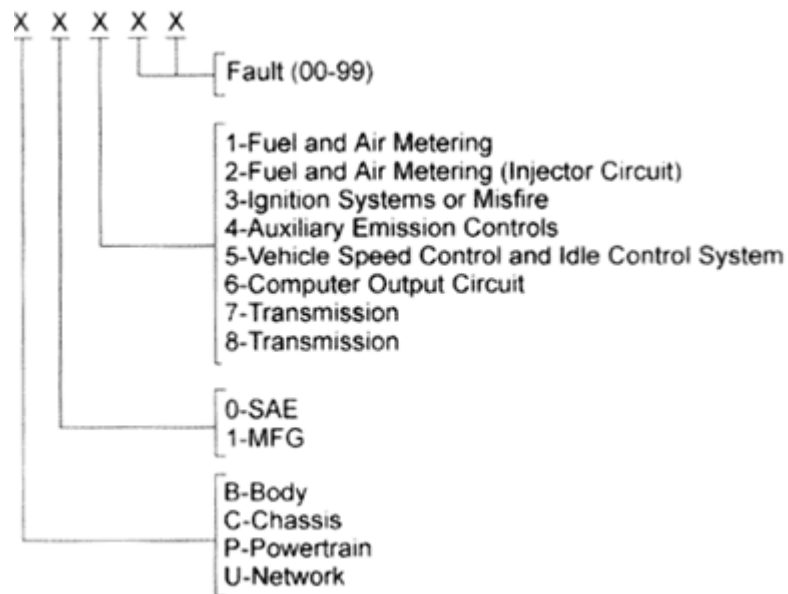 X X X X X
Fault (00-99)
1-Fuel and Air Metering
2-Fuel and Air Metering (Injector Circuit)
3-Ignition Systems or Misfire
4-Auxiliary Emission Controls
5-Vehicle Speed Control and Idle Control System
6-Computer Output Circuit
7-Transmission
8-Transmission
0-SAE
1-MFG
B-Body
C-Chassis
P-Powertrain
U-Network